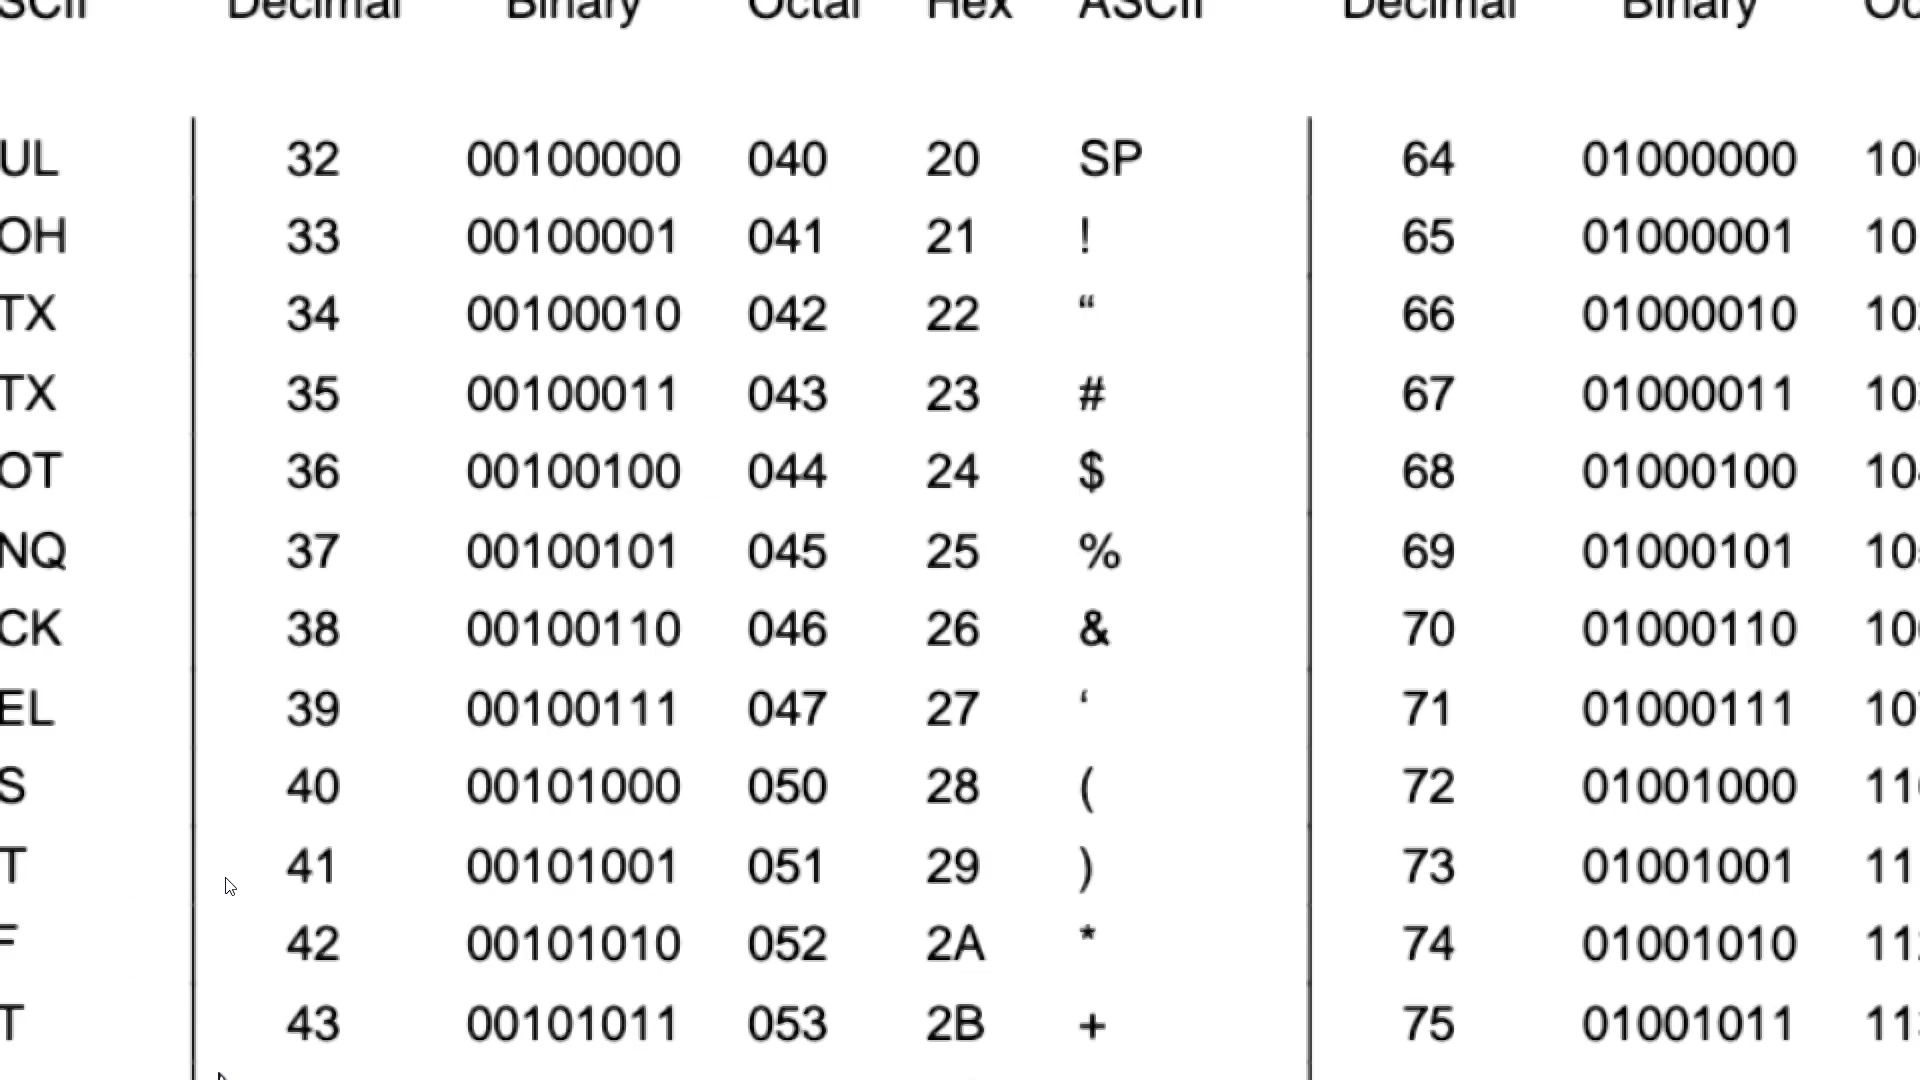 SCII Decimal Binary Octal Hex ASCII Decimal Binary Oc
UL 32 00100000 040 20 SP 64 01000000 10
OH 33 00100001 041 21 ! 65 01000001 10
TX 34 00100010 042 22 “ 66 01000010 10
TX 35 00100011 043 23 # 67 01000011 10
OT 36 00100100 044 24 $ 68 01000100 10
NQ 37 00100101 045 25 % 69 01000101 10
CK 38 00100110 046 26 & 70 01000110 10
EL 39 00100111 047 27 ‘ 71 01000111 10
S 40 00101000 050 28 ( 72 01001000 11
T 41 00101001 051 29 ) 73 01001001 11
F 42 00101010 052 2A * 74 01001010 11
T 43 00101011 053 2B + 75 01001011 11